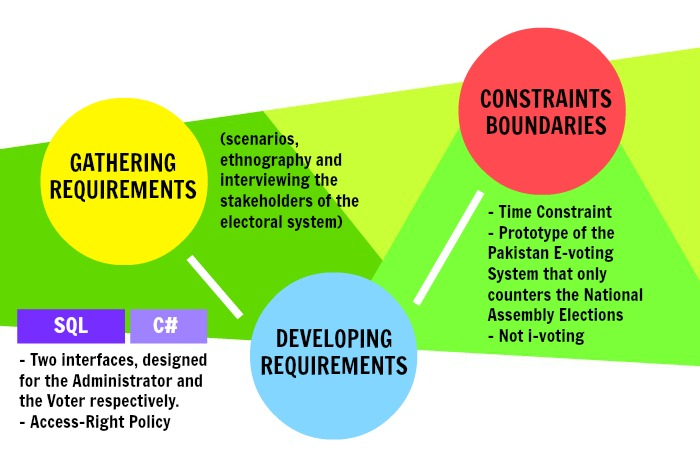 GATHERING
REQUIREMENTS
(scenarios,
ethnography and
interviewing the
stakeholders of the
electoral system)
CONSTRAINTS
BOUNDARIES
- Time Constraint
- Prototype of the
Pakistan E-voting
System that only
counters the National
Assembly Elections
- Not i-voting
SQL
C#
- Two interfaces, designed
for the Administrator and
the Voter respectively.
- Access-Right Policy
DEVELOPING
REQUIREMENTS